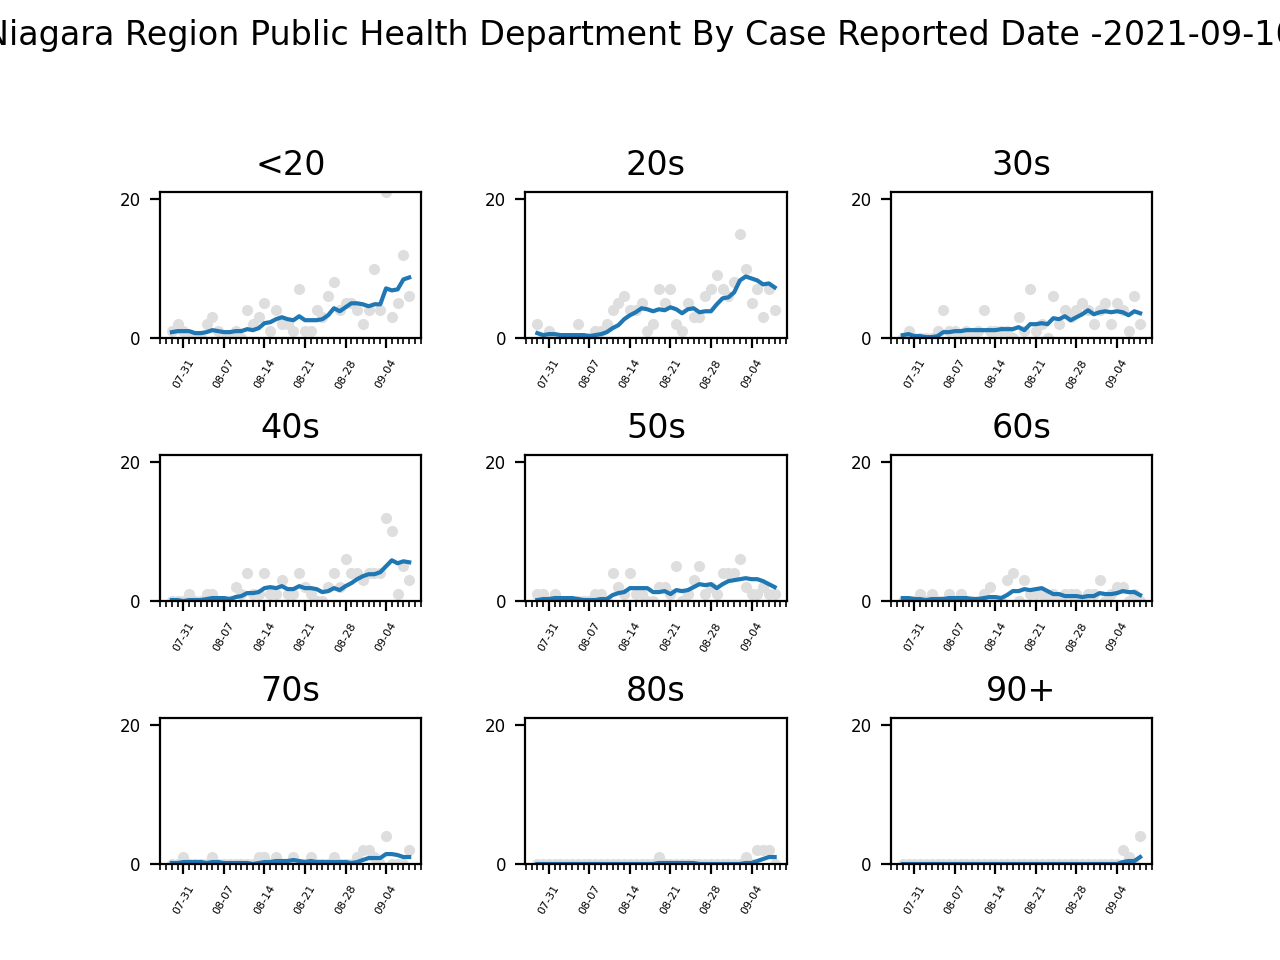 Niagara Region Public Health Department By Case Reported Date -2021-09-10
<20 20s 30s
20 20 20
0 0 0
07-31 08-07 08-14 08-21 08-28 09-04 07-31 08-07 08-14 08-21 08-28 09-04 07-31 08-07 08-14 08-21 08-28 09-04
40s 50s 60s
20 20 20
0 0 0
07-31 08-07 08-14 08-21 08-28 09-04 07-31 08-07 08-14 08-21 08-28 09-04 07-31 08-07 08-14 08-21 08-28 09-04
70s 80s 90+
20 20 20
0 0 0
07-31 08-07 08-14 08-21 08-28 09-04 07-31 08-07 08-14 08-21 08-28 09-04 07-31 08-07 08-14 08-21 08-28 09-04